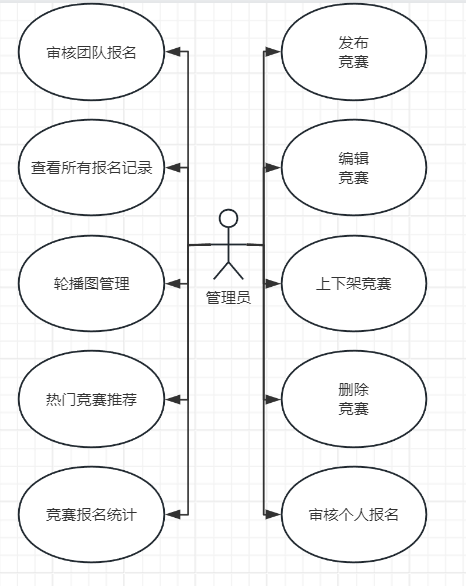 审核团队报名
查看所有报名记录
轮播图管理
热门竞赛推荐
竞赛报名统计
管理员
发布
竞赛
编辑
竞赛
上下架竞赛
删除
竞赛
审核个人报名